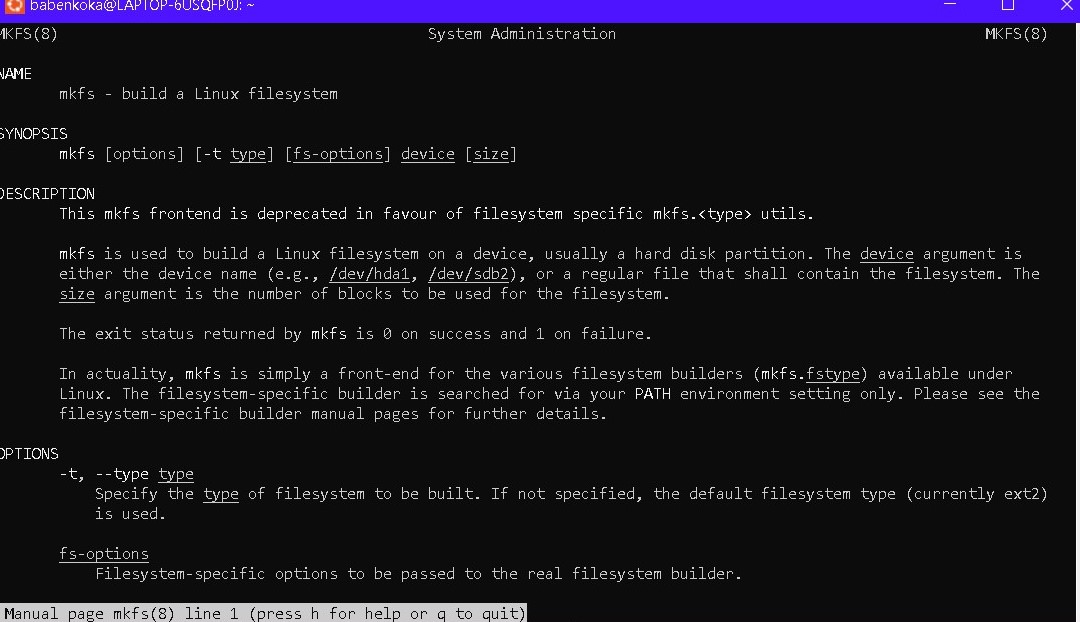 babenkoka@LAPTOP-6USQFP0J: ~
MKFS(8) System Administration MKFS(8)
NAME
mkfs - build a Linux filesystem
SYNOPSIS
mkfs [options] [-t type] [fs-options] device [size]
DESCRIPTION
This mkfs frontend is deprecated in favour of filesystem specific mkfs.<type> utils.
mkfs is used to build a Linux filesystem on a device, usually a hard disk partition. The device argument is
either the device name (e.g., /dev/hda1, /dev/sdb2), or a regular file that shall contain the filesystem. The
size argument is the number of blocks to be used for the filesystem.
The exit status returned by mkfs is 0 on success and 1 on failure.
In actuality, mkfs is simply a front-end for the various filesystem builders (mkfs.fstype) available under
Linux. The filesystem-specific builder is searched for via your PATH environment setting only. Please see the
filesystem-specific builder manual pages for further details.
OPTIONS
-t, --type type
Specify the type of filesystem to be built. If not specified, the default filesystem type (currently ext2)
is used.
fs-options
Filesystem-specific options to be passed to the real filesystem builder.
Manual page mkfs(8) line 1 (press h for help or q to quit)